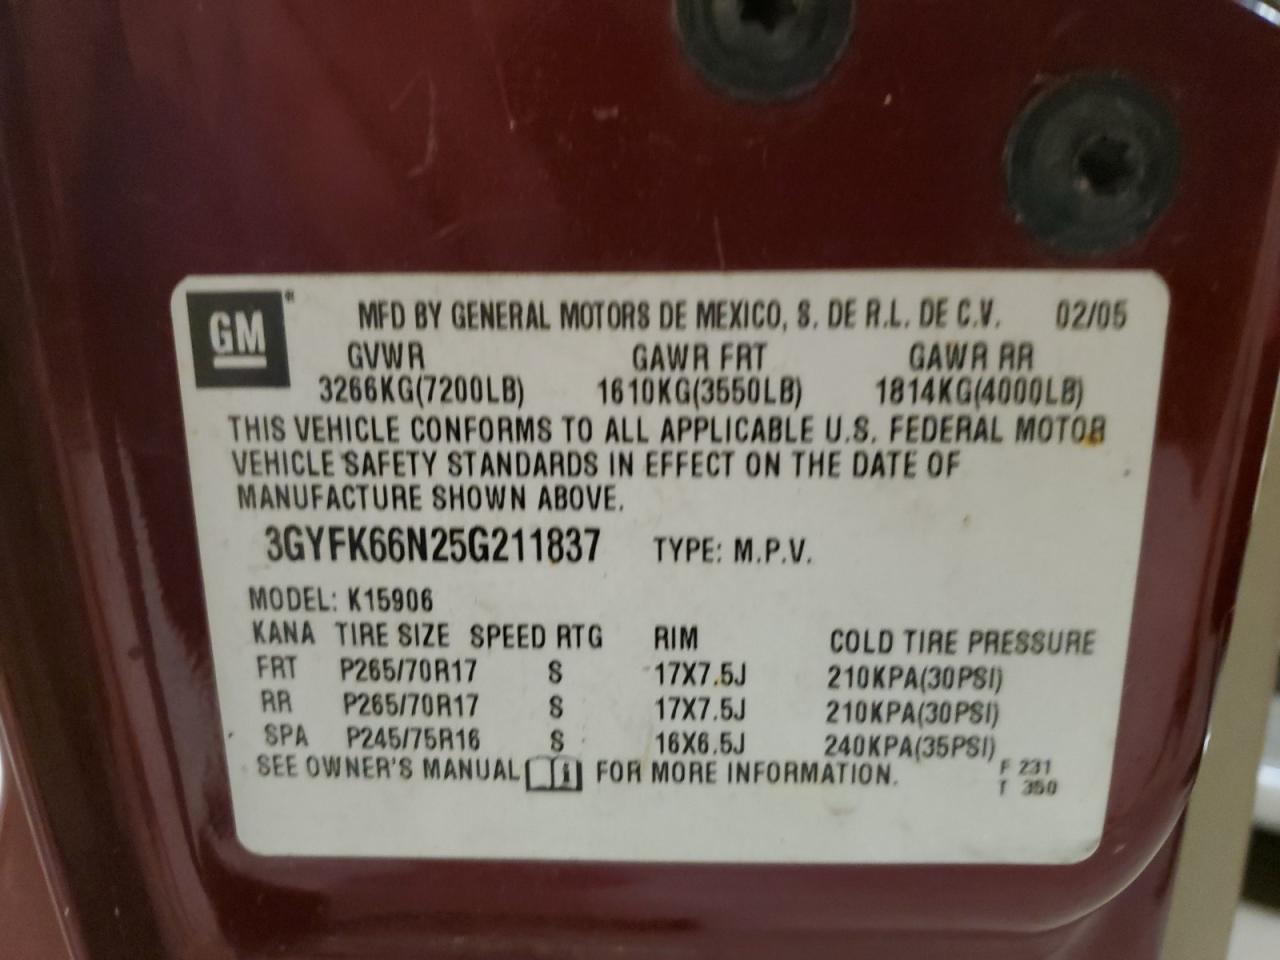 GM® MFD BY GENERAL MOTORS DE MEXICO, S. DE R.L. DE C.V. 02/05
GVWR GAWR FRT GAWR RR
3266KG(7200LB) 1610KG(3550LB) 1814KG(4000LB)
THIS VEHICLE CONFORMS TO ALL APPLICABLE U.S. FEDERAL MOTOR
VEHICLE SAFETY STANDARDS IN EFFECT ON THE DATE OF
MANUFACTURE SHOWN ABOVE.
3GYFK66N25G211837 TYPE: M.P.V.
MODEL: K15906
KANA TIRE SIZE SPEED RTG RIM COLD TIRE PRESSURE
FRT P265/70R17 S 17X7.5J 210KPA(30PSI)
RR P265/70R17 S 17X7.5J 210KPA(30PSI)
SPA P245/75R16 S 16X6.5J 240KPA(35PSI)
SEE OWNER'S MANUAL i FOR MORE INFORMATION. F 231
T 350